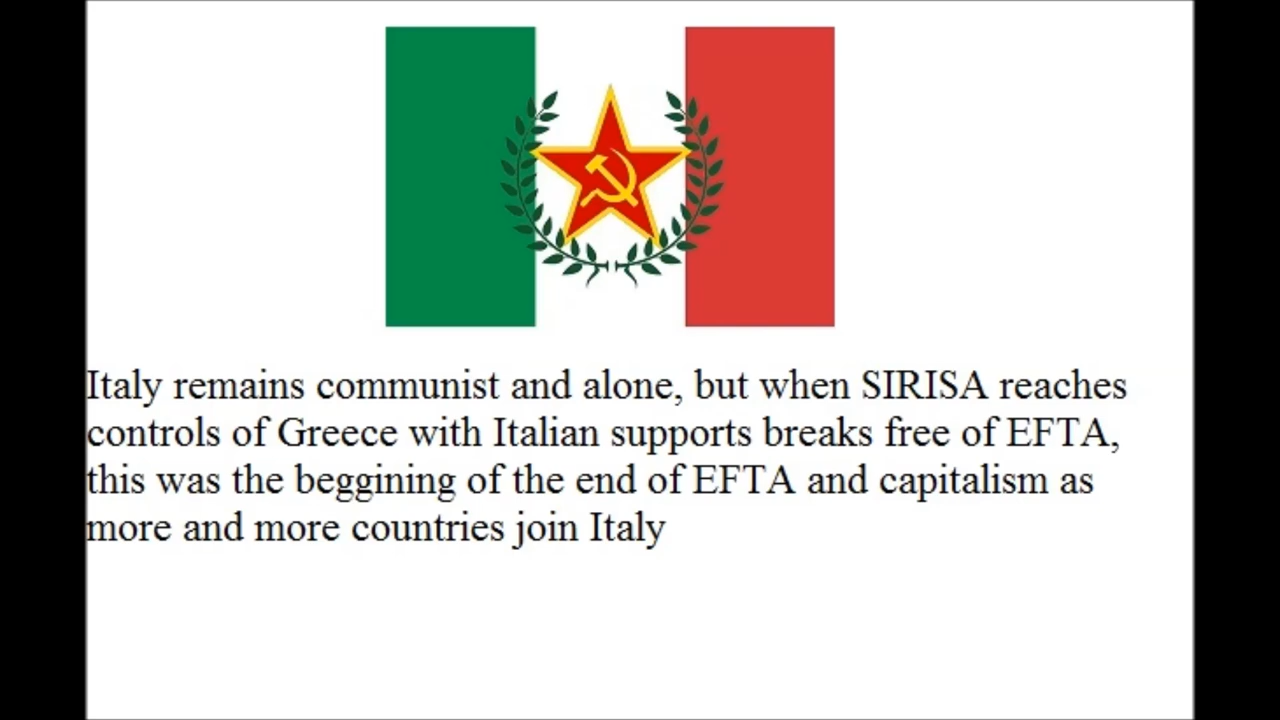 Italy remains communist and alone, but when SIRISA reaches
controls of Greece with Italian supports breaks free of EFTA,
this was the beggining of the end of EFTA and capitalism as
more and more countries join Italy